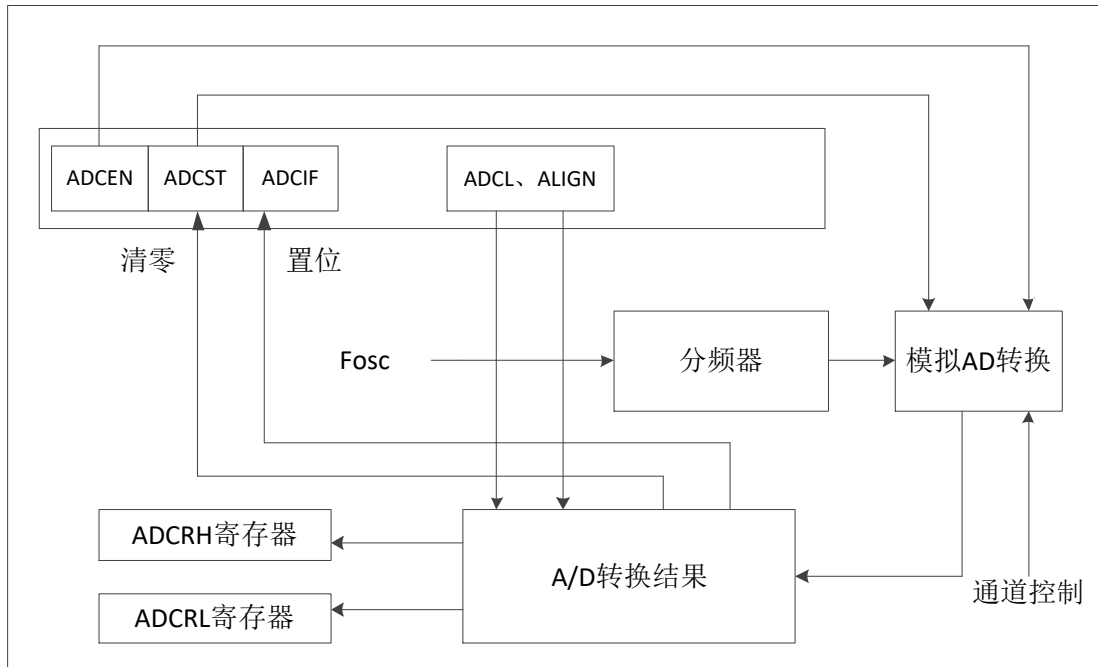 ADCEN
ADCST
ADCIF
ADCL、ALIGN
清零
置位
Fosc
分频器
模拟AD转换
ADCRH寄存器
A/D转换结果
ADCRL寄存器
通道控制